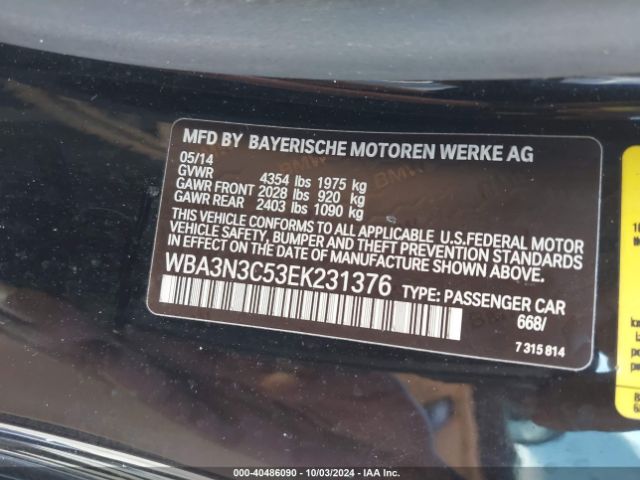 MFD BY BAYERISCHE MOTOREN WERKE AG
05/14
GVWR 4354 lbs 1975 kg
GAWR FRONT 2028 lbs 920 kg
GAWR REAR 2403 lbs 1090 kg
THIS VEHICLE CONFORMS TO ALL APPLICABLE U.S.FEDERAL MOTOR
VEHICLE SAFETY, BUMPER AND THEFT PREVENTION STANDARDS
IN EFFECT ON THE DATE OF MANUFACTURE SHOWN ABOVE.
WBA3N3C53EK231376 TYPE: PASSENGER CAR
668/
7 315 814
000-40486090 - 10/03/2024 - IAA Inc.